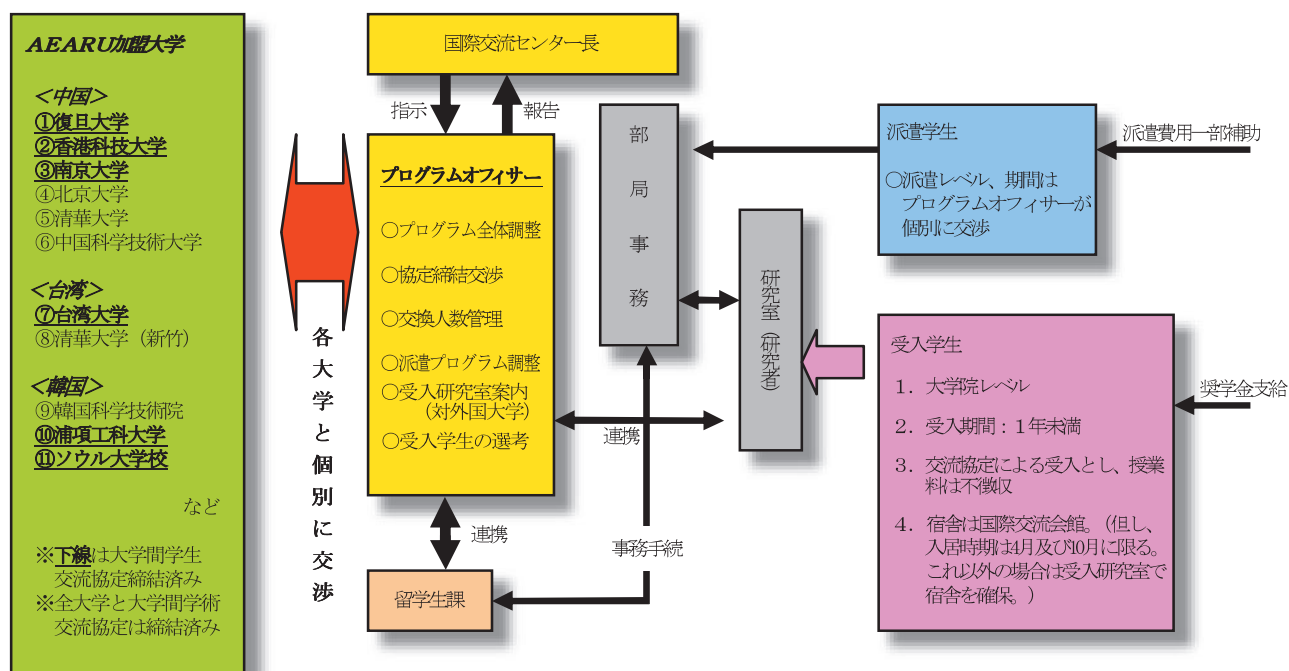 AEARU加盟大学
＜中国＞
①復旦大学
②香港科技大学
③南京大学
④北京大学
⑤清華大学
⑥中国科学技術大学
＜台湾＞
⑦台湾大学
⑧清華大学（新竹）
＜韓国＞
⑨韓国科学技術院
⑩浦項工科大学
⑪ソウル大学校
など
※下線は大学間学生
交流協定締結済み
※全大学と大学間学術
交流協定は締結済み
各大学と個別に交渉
国際交流センター長
指示
報告
プログラムオフィサー
○プログラム全体調整
○協定締結交渉
○交換人数管理
○派遣プログラム調整
○受入研究室案内
（対外国大学）
○受入学生の選考
連携
留学生課
連携
事務手続
部局事務
研究室（研究者）
派遣学生
○派遣レベル、期間は
プログラムオフィサーが
個別に交渉
派遣費用一部補助
受入学生
1．大学院レベル
2．受入期間：１年未満
3．交流協定による受入とし、授業
料は不徴収
4．宿舎は国際交流会館。（但し、
入居時期は4月及び10月に限る。
これ以外の場合は受入研究室で
宿舎を確保。）
奨学金支給